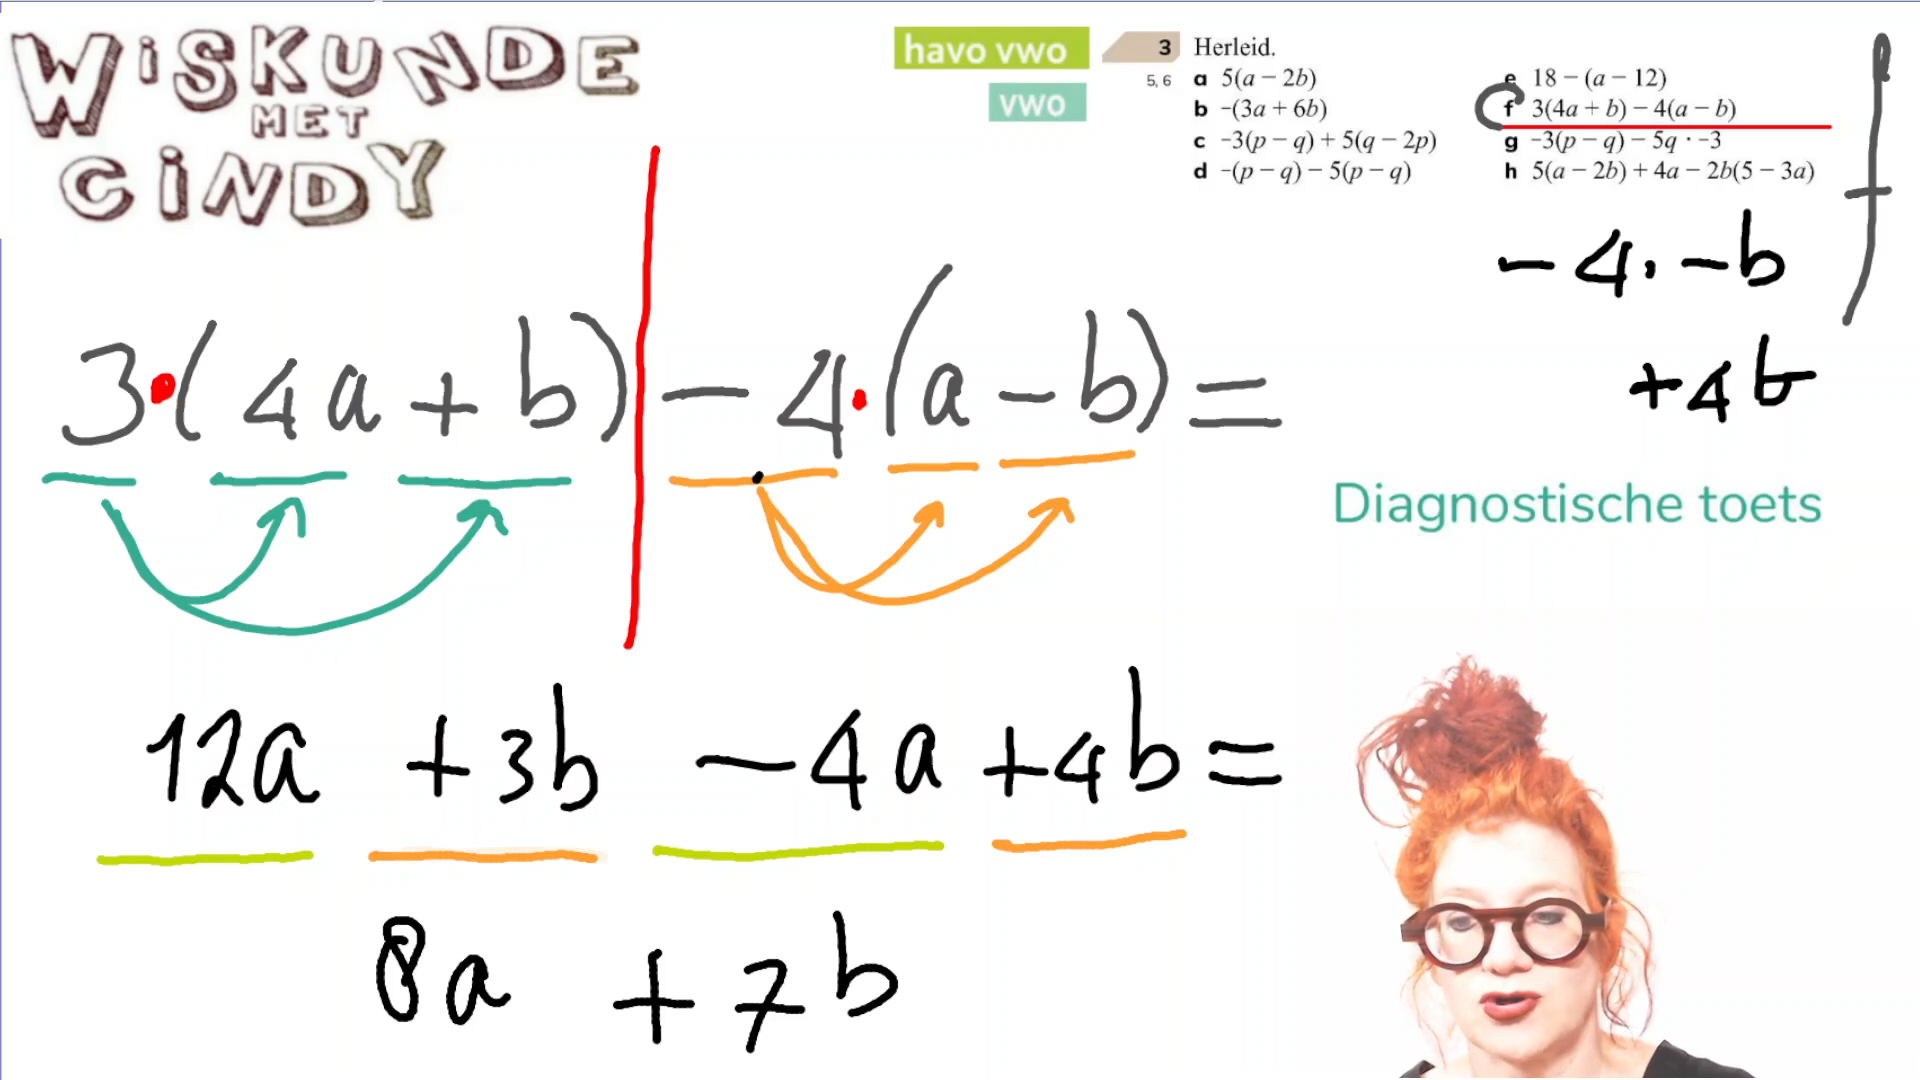 WiSKUNDE
MET
CiNDY
havo vwo
vwo
3 Herleid.
5, 6 a 5(a − 2b)
b -(3a + 6b)
c -3(p − q) + 5(q − 2p)
d -(p − q) − 5(p − q)
e 18 − (a − 12)
f 3(4a + b) − 4(a − b)
g -3(p − q) − 5q · -3
h 5(a − 2b) + 4a − 2b(5 − 3a)
f
- 4 . - b
+ 4 b
3 · ( 4a + b ) - 4 · ( a - b ) =
Diagnostische toets
12a + 3b - 4a + 4b =
8a + 7b